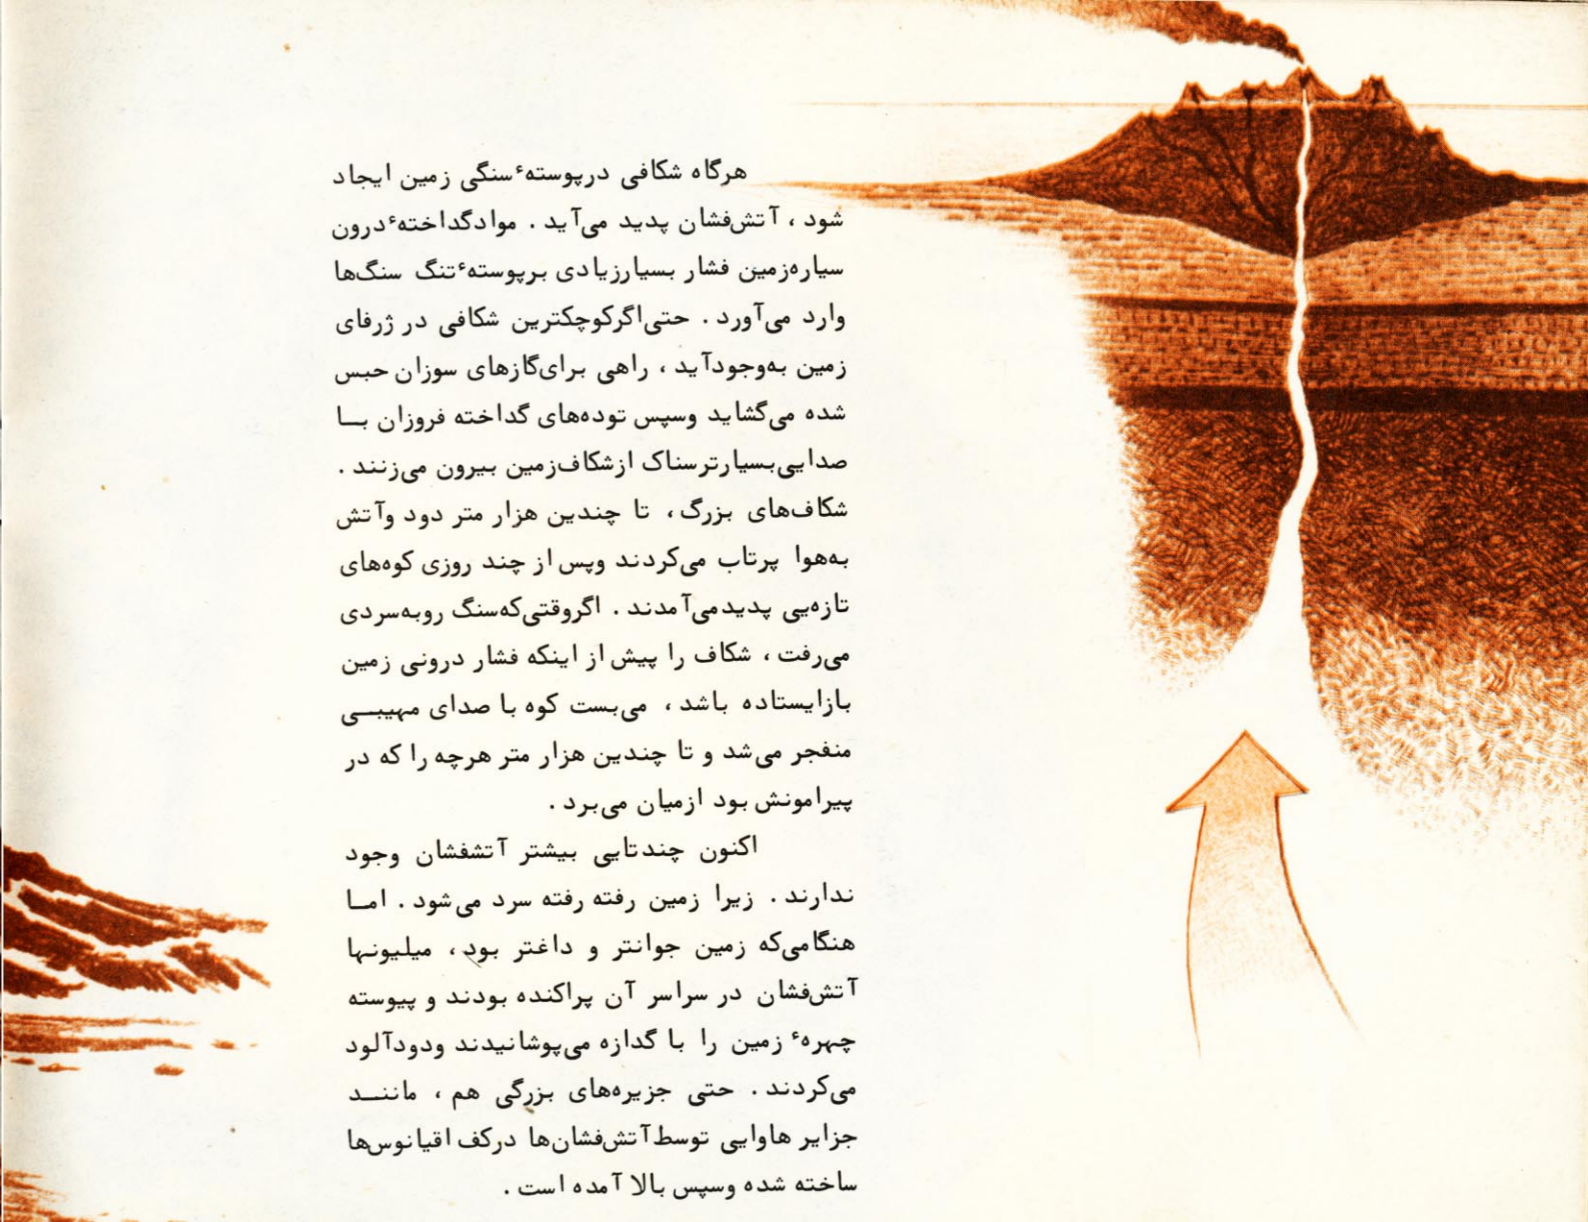 هرگاه شکافی درپوستهٔ سنگی زمین ایجاد
شود ، آتش‌فشان پدید می‌آید . موادگداختهٔ درون
سیاره‌زمین فشار بسیارزیادی برپوستهٔ تنگ سنگ‌ها
وارد می‌آورد . حتی‌اگرکوچکترین شکافی در ژرفای
زمین به‌وجودآید ، راهی برای‌گازهای سوزان حبس
شده می‌گشاید وسپس توده‌های گداخته فروزان بــا
صدایی‌بسیارترسناک ازشکاف‌زمین بیرون می‌زنند .
شکاف‌های بزرگ ، تا چندین هزار متر دود وآتش
به‌هوا پرتاب می‌کردند وپس از چند روزی کوه‌های
تازه‌یی پدیدمی‌آمدند . اگروقتی‌که‌سنگ روبه‌سردی
می‌رفت ، شکاف را پیش از اینکه فشار درونی زمین
بازایستاده باشد ، می‌بست کوه با صدای مهیبــی
منفجر می‌شد و تا چندین هزار متر هرچه را که در
پیرامونش بود ازمیان می‌برد .
اکنون چندتایی بیشتر آتشفشان وجود
ندارند . زیرا زمین رفته رفته سرد می‌شود . امــا
هنگامی‌که زمین جوانتر و داغتر بود ، میلیونها
آتش‌فشان در سراسر آن پراکنده بودند و پیوسته
چهرهٔ زمین را با گدازه می‌پوشانیدند ودودآلود
می‌کردند . حتی جزیره‌های بزرگی هم ، ماننــد
جزایر هاوایی توسط‌آتش‌فشان‌ها درکف اقیانوس‌ها
ساخته شده وسپس بالا آمده است .